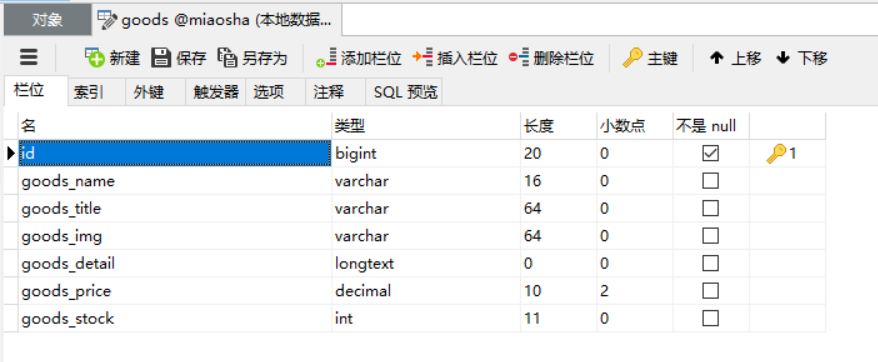 对象 goods @miaosha (本地数据...
新建 保存 另存为 添加栏位 插入栏位 删除栏位 主键 上移 下移
栏位 索引 外键 触发器 选项 注释 SQL 预览
名 类型 长度 小数点 不是 null
id bigint 20 0 1
goods_name varchar 16 0
goods_title varchar 64 0
goods_img varchar 64 0
goods_detail longtext 0 0
goods_price decimal 10 2
goods_stock int 11 0